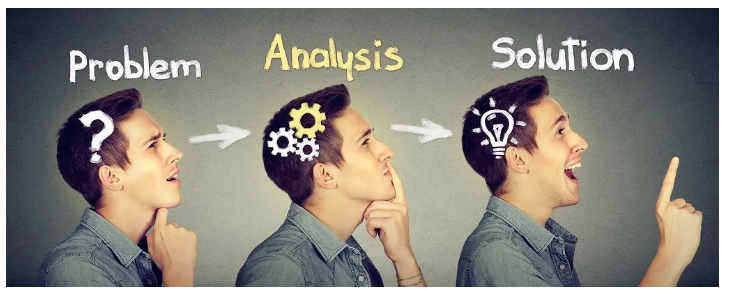 Problem
Analysis
Solution
?